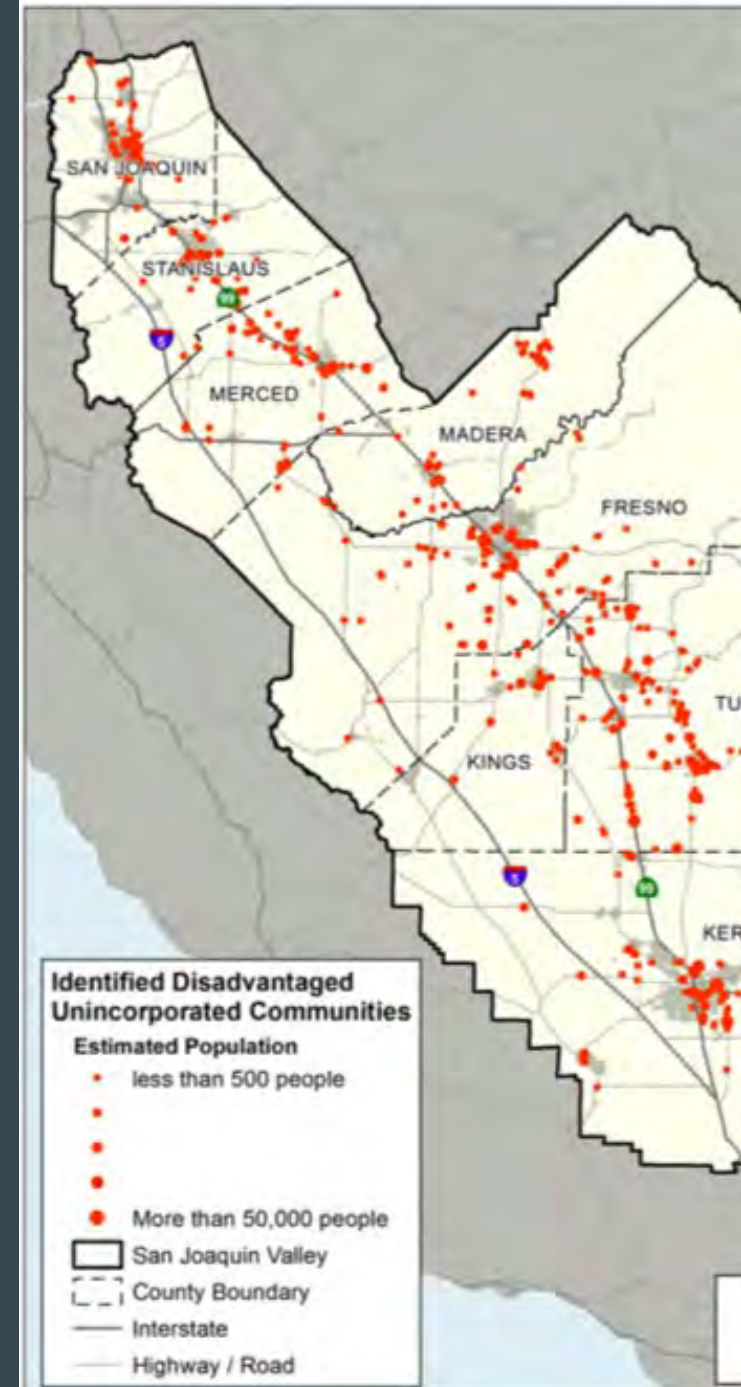 SAN JOAQUIN
STANISLAUS
99
5
MERCED
MADERA
FRESNO
TU
KINGS
5
99
KER
Identified Disadvantaged
Unincorporated Communities
Estimated Population
less than 500 people
More than 50,000 people
San Joaquin Valley
County Boundary
Interstate
Highway / Road